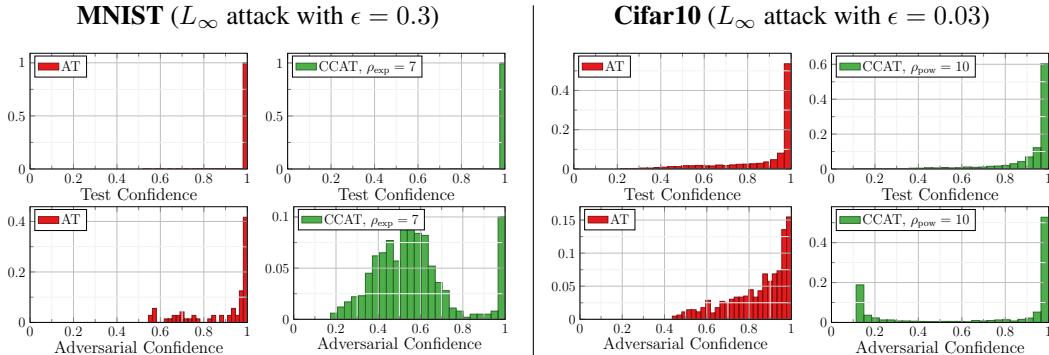 MNIST (L∞ attack with ϵ = 0.3)
Cifar10 (L∞ attack with ϵ = 0.03)
1
0.5
0
AT
0 0.2 0.4 0.6 0.8 1
Test Confidence
1
0.5
0
CCAT, ρexp = 7
0 0.2 0.4 0.6 0.8 1
Test Confidence
0.4
0.2
0
AT
0 0.2 0.4 0.6 0.8 1
Test Confidence
0.6
0.4
0.2
0
CCAT, ρpow = 10
0 0.2 0.4 0.6 0.8 1
Test Confidence
0.4
0.2
0
AT
0 0.2 0.4 0.6 0.8 1
Adversarial Confidence
0.1
0.05
0
CCAT, ρexp = 7
0 0.2 0.4 0.6 0.8 1
Adversarial Confidence
0.15
0.1
0.05
0
AT
0 0.2 0.4 0.6 0.8 1
Adversarial Confidence
0.4
0.2
0
CCAT, ρpow = 10
0 0.2 0.4 0.6 0.8 1
Adversarial Confidence